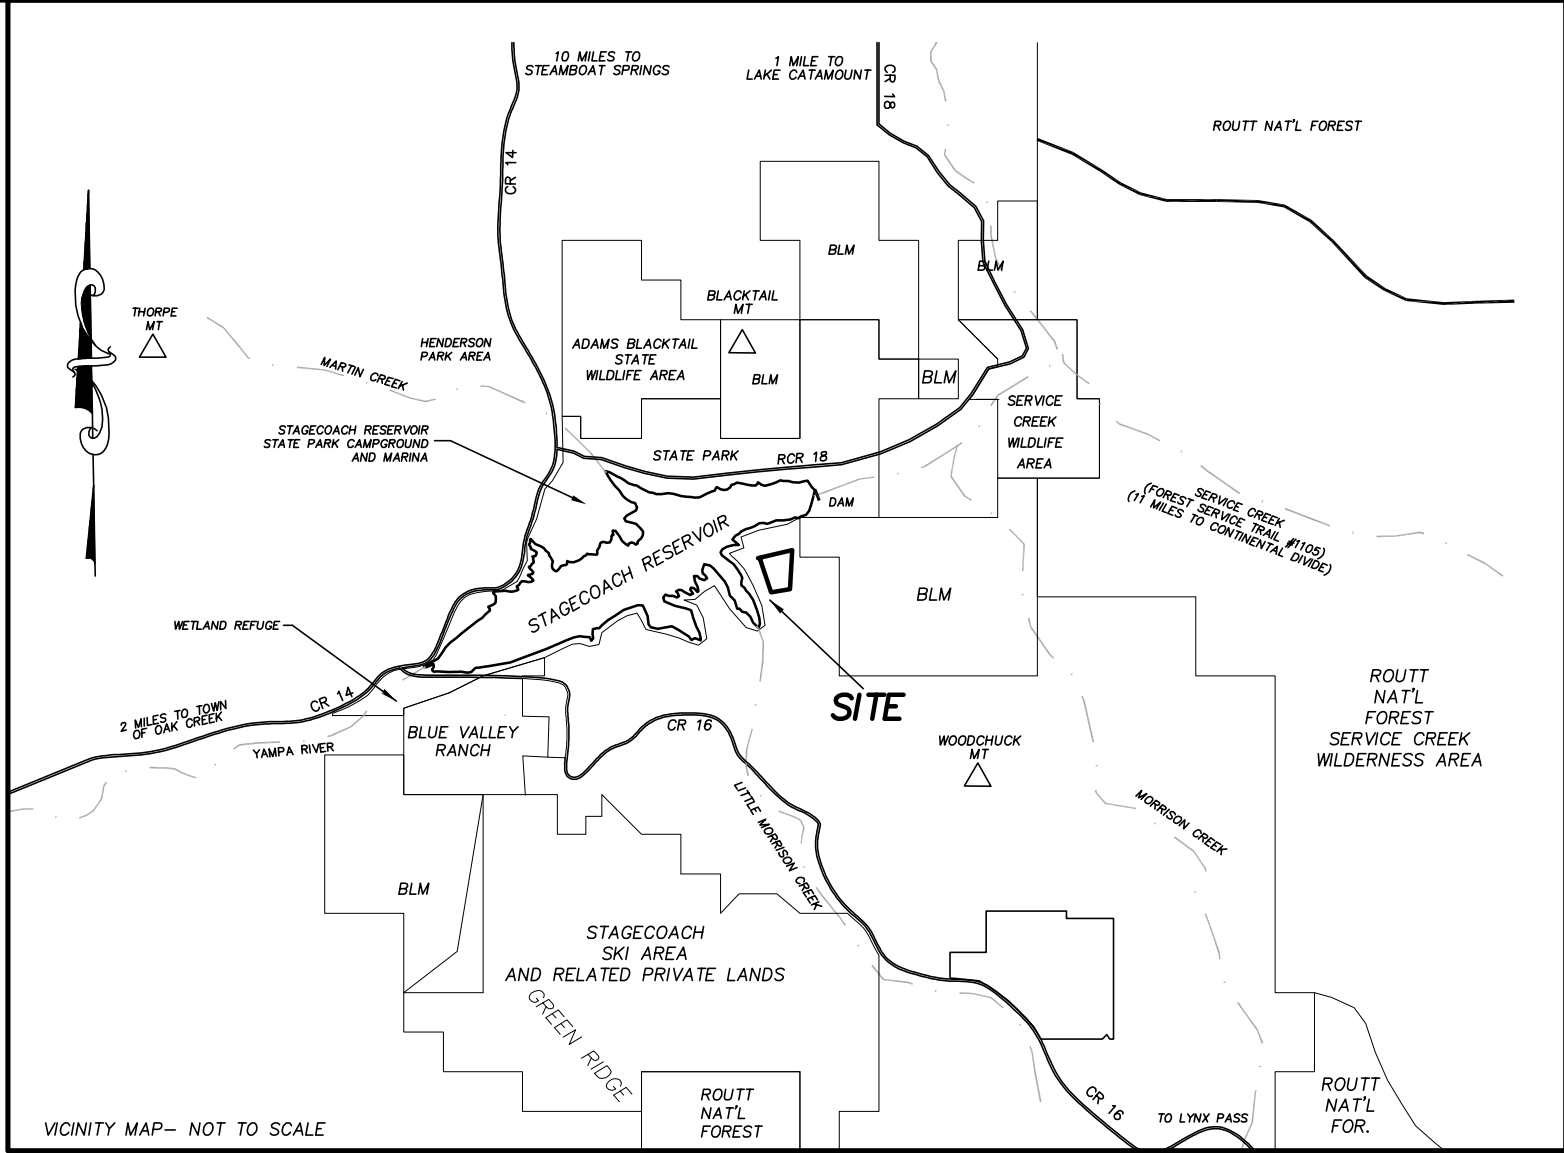 10 MILES TO
STEAMBOAT SPRINGS
1 MILE TO
LAKE CATAMOUNT
CR 18
ROUTT NAT'L FOREST
CR 14
BLM
BLM
THORPE
MT
BLACKTAIL
MT
HENDERSON
PARK AREA
ADAMS BLACKTAIL
STATE
WILDLIFE AREA
MARTIN CREEK
BLM
BLM
SERVICE
CREEK
WILDLIFE
AREA
STAGECOACH RESERVOIR
STATE PARK CAMPGROUND
AND MARINA
STATE PARK
RCR 18
DAM
SERVICE CREEK
(FOREST SERVICE TRAIL #1105)
(11 MILES TO CONTINENTAL DIVIDE)
STAGECOACH RESERVOIR
BLM
WETLAND REFUGE
SITE
ROUTT
NAT'L
FOREST
SERVICE CREEK
WILDERNESS AREA
2 MILES TO TOWN
OF OAK CREEK
CR 14
YAMPA RIVER
BLUE VALLEY
RANCH
CR 16
WOODCHUCK
MT
LITTLE MORRISON CREEK
MORRISON CREEK
BLM
STAGECOACH
SKI AREA
AND RELATED PRIVATE LANDS
GREEN RIDGE
ROUTT
NAT'L
FOREST
CR 16
TO LYNX PASS
ROUTT
NAT'L
FOR.
VICINITY MAP– NOT TO SCALE